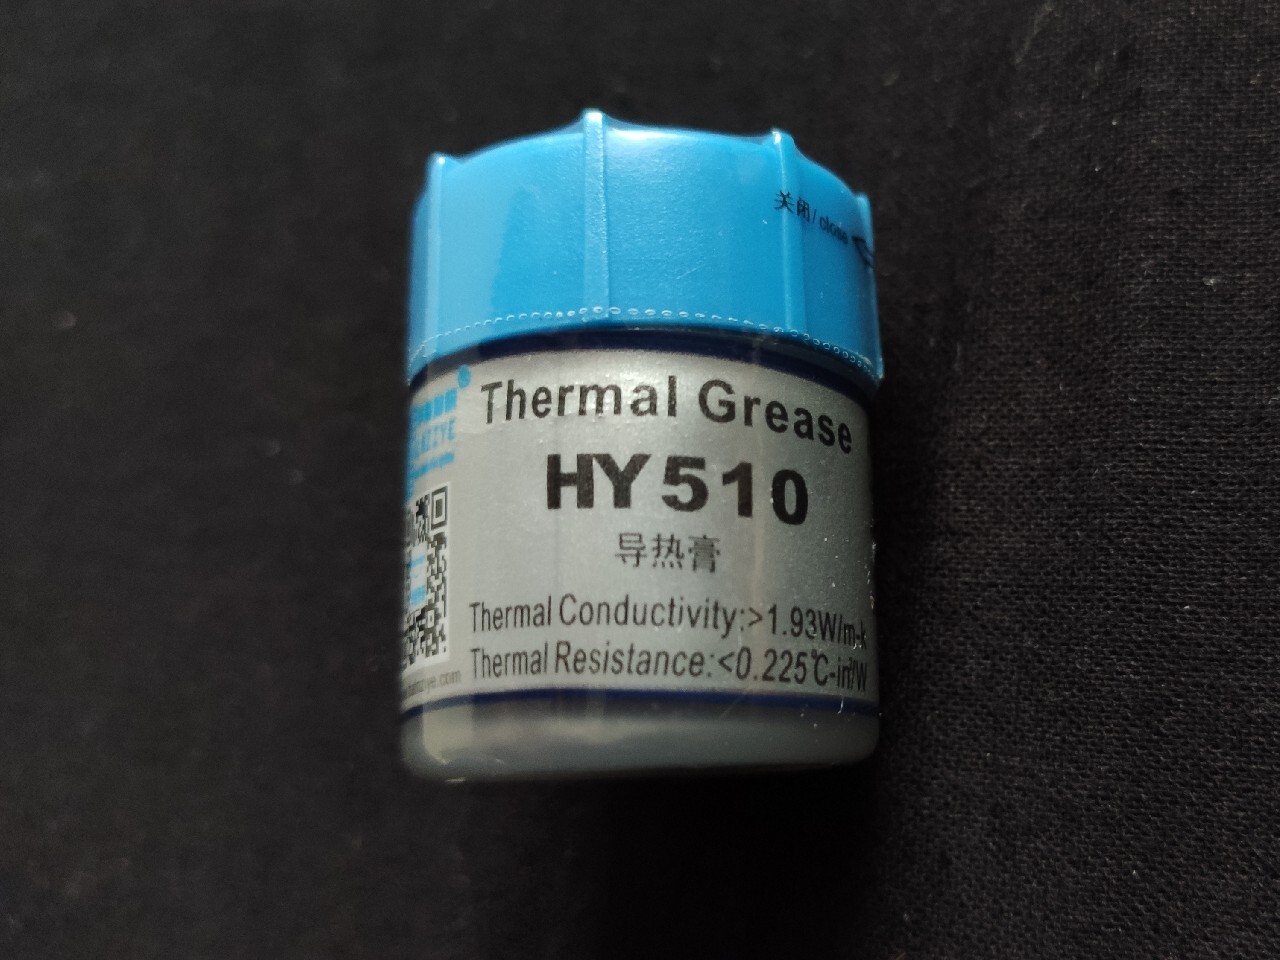 关闭/close
Thermal Grease
HY510
导热膏
Thermal Conductivity:>1.93W/m-k
Thermal Resistance:<0.225℃-in²/W